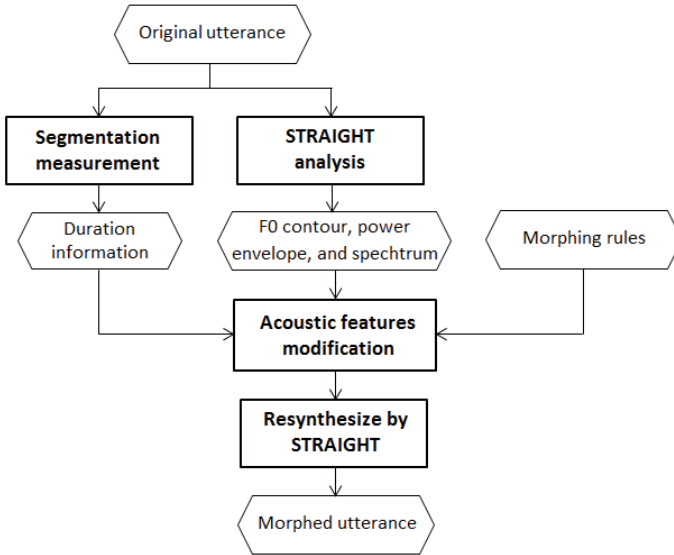 Original utterance
Segmentation
measurement
STRAIGHT
analysis
Duration
information
F0 contour, power
envelope, and spechtrum
Morphing rules
Acoustic features
modification
Resynthesize by
STRAIGHT
Morphed utterance